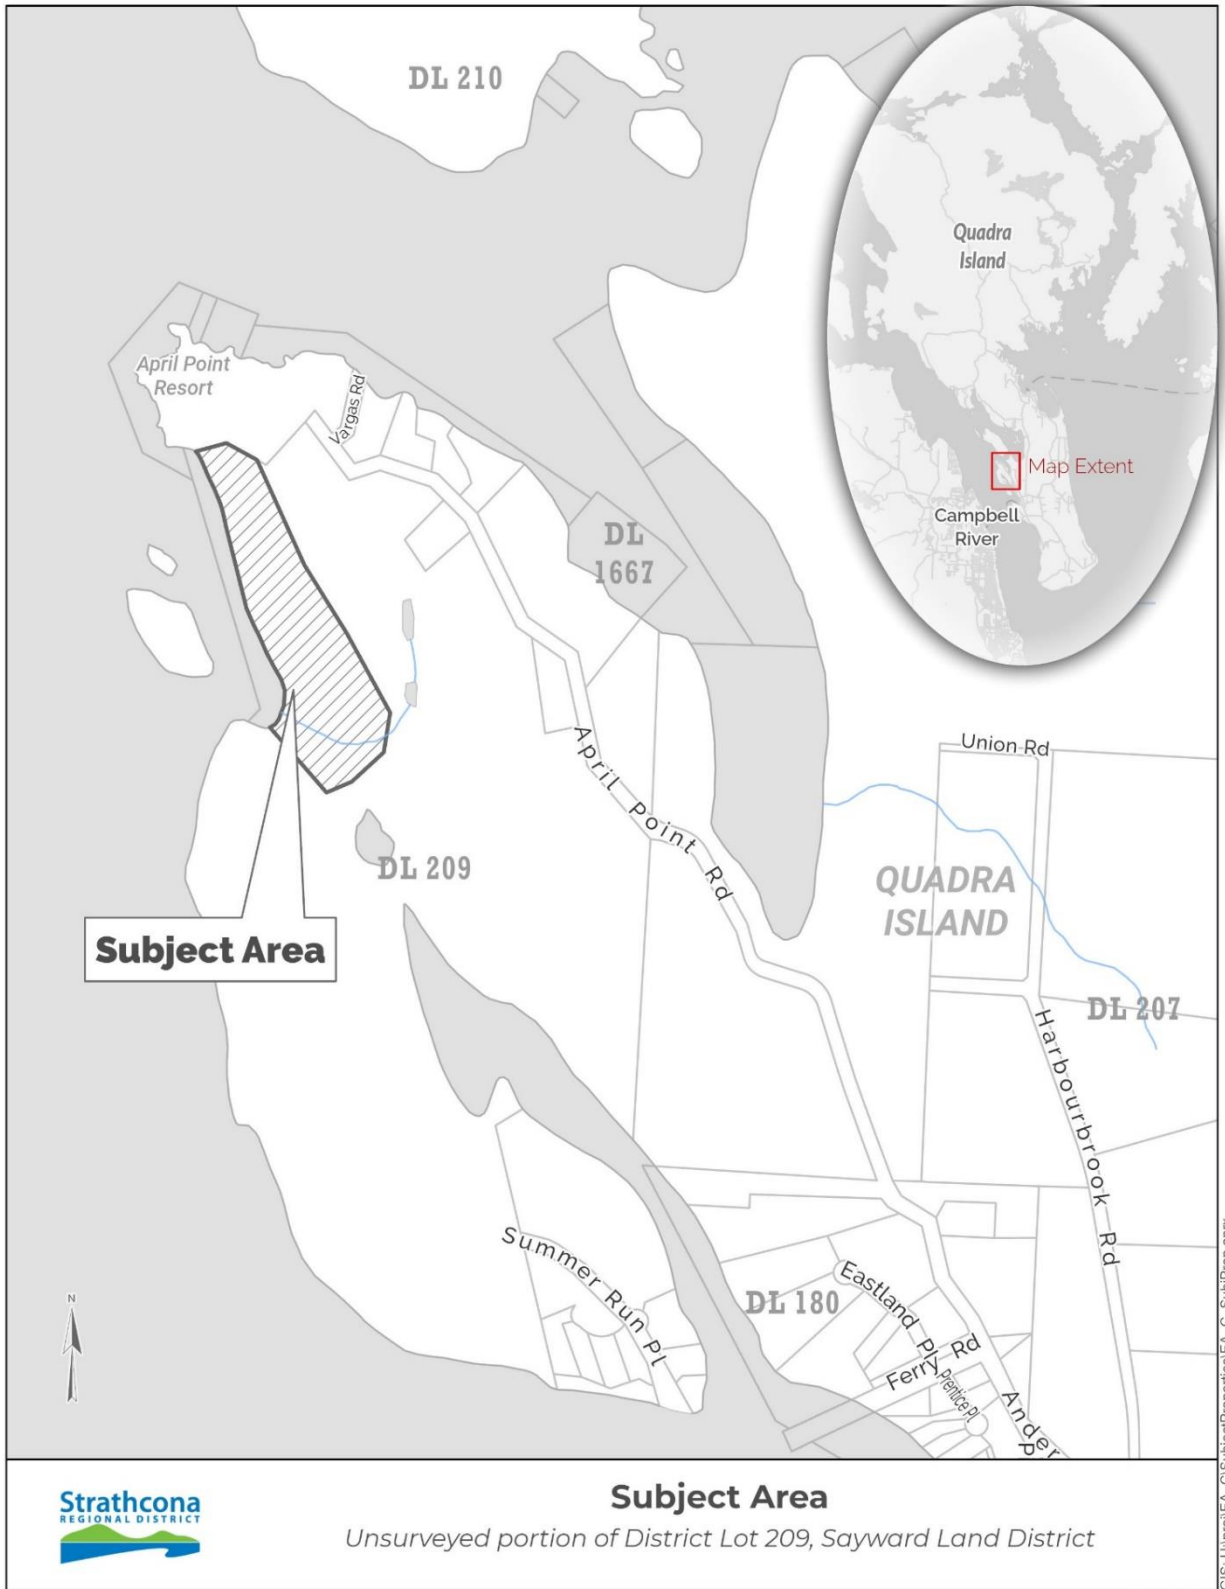 DL 210
Quadra
Island
Map Extent
Campbell
River
April Point
Resort
Vargas Rd
DL
1667
April Point Rd
Union Rd
QUADRA
ISLAND
DL 209
Subject Area
DL 207
Harbourbrook Rd
Summer Run Pl
DL 180
Eastland Pl
Ferry Rd
Prentice Pl
Ander
P
N
Strathcona
REGIONAL DISTRICT
Subject Area
Unsurveyed portion of District Lot 209, Sayward Land District